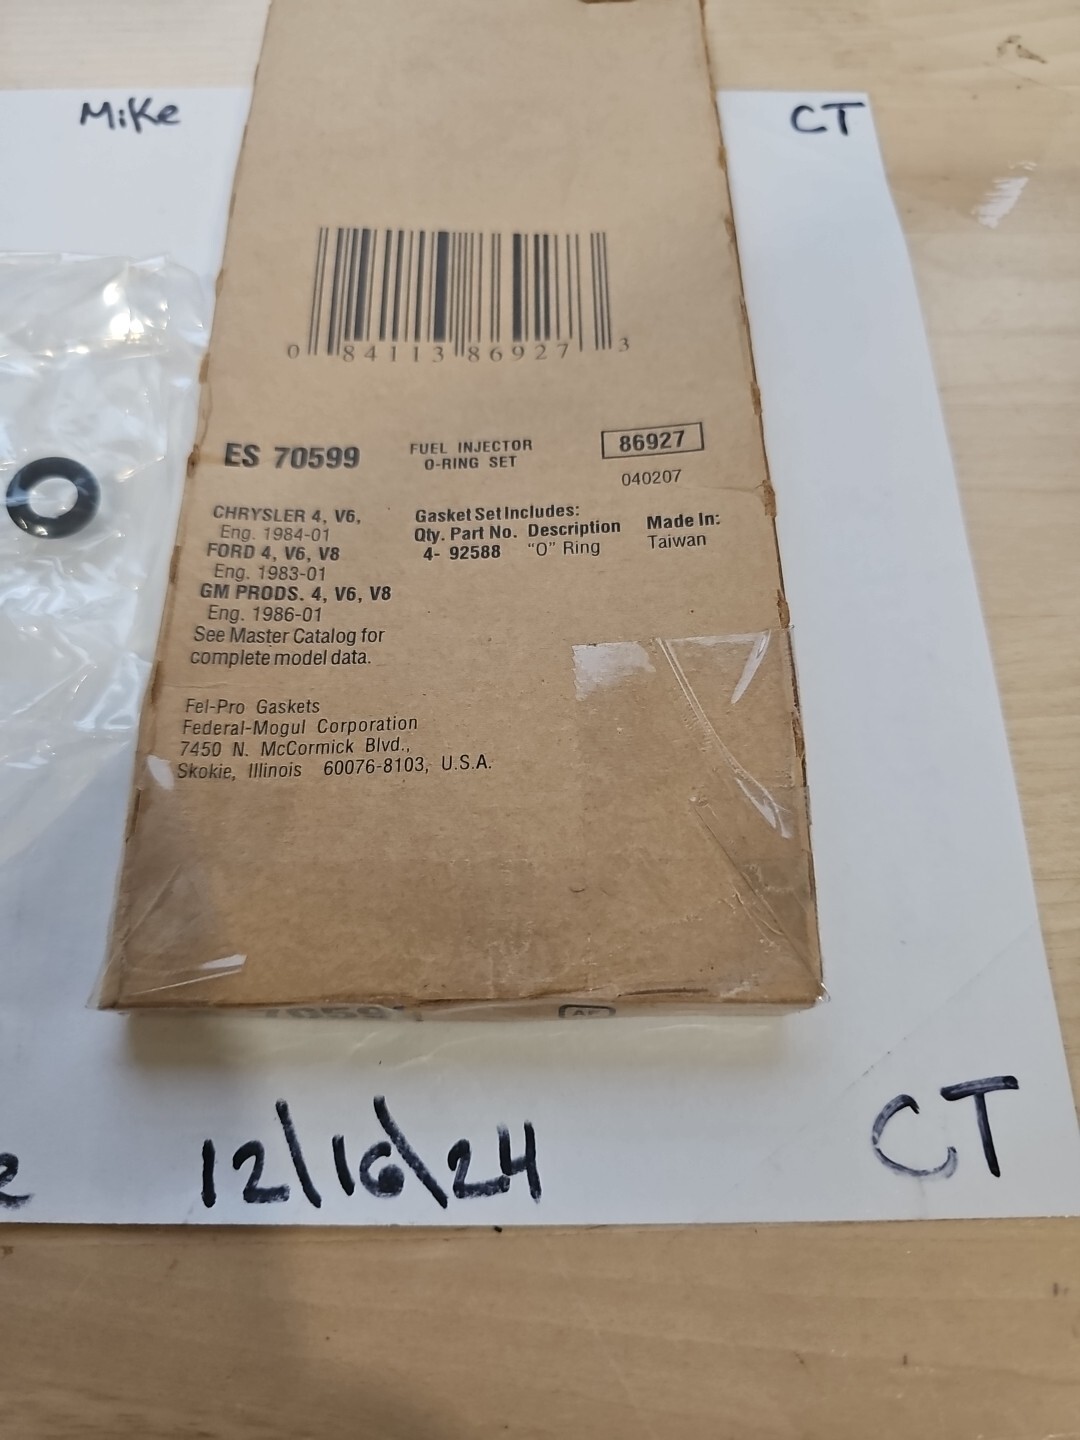 MiKe
CT
0 84113 86927 3
ES 70599
FUEL INJECTOR
O-RING SET
86927
040207
CHRYSLER 4, V6,
Eng. 1984-01
FORD 4, V6, V8
Eng. 1983-01
GM PRODS. 4, V6, V8
Eng. 1986-01
See Master Catalog for
complete model data.
Gasket Set Includes:
Qty. Part No. Description
4- 92588 "O" Ring
Made In:
Taiwan
Fel-Pro Gaskets
Federal-Mogul Corporation
7450 N. McCormick Blvd.,
Skokie, Illinois 60076-8103, U.S.A.
12\16\24
CT